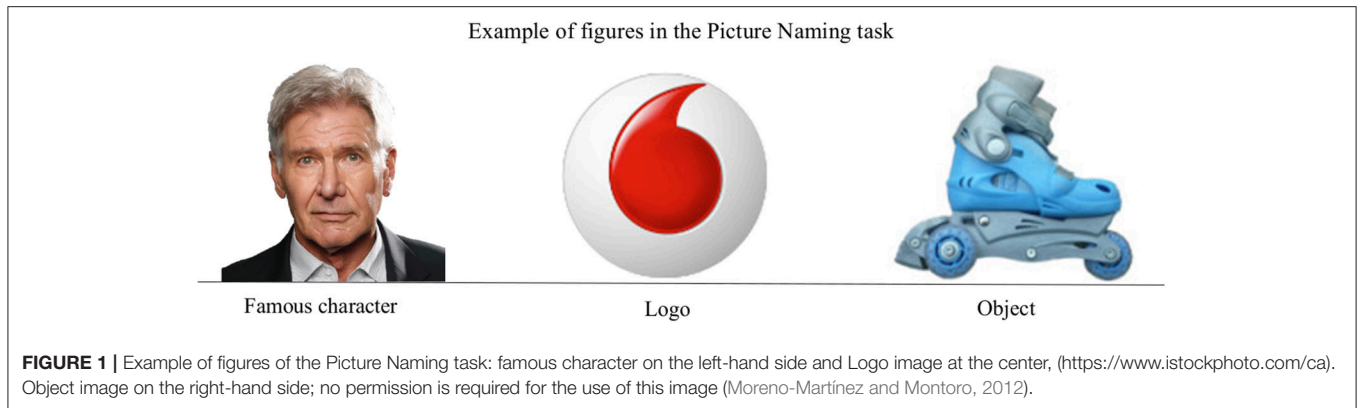 Example of figures in the Picture Naming task
Famous character
Logo
Object
FIGURE 1 | Example of figures of the Picture Naming task: famous character on the left-hand side and Logo image at the center, (https://www.istockphoto.com/ca).
Object image on the right-hand side; no permission is required for the use of this image (Moreno-Martínez and Montoro, 2012).